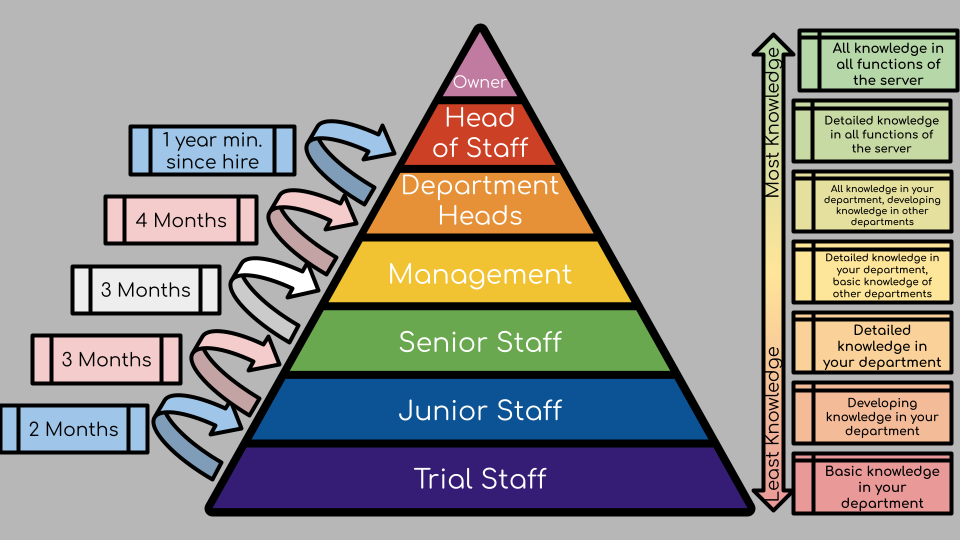 Owner
Head
of Staff
Department
Heads
Management
Senior Staff
Junior Staff
Trial Staff
1 year min.
since hire
4 Months
3 Months
3 Months
2 Months
Most Knowledge
Least Knowledge
All knowledge in
all functions of
the server
Detailed knowledge
in all functions of
the server
All knowledge in your
department, developing
knowledge in other
departments
Detailed knowledge in
your department,
basic knowledge of
other departments
Detailed
knowledge in
your department
Developing
knowledge in your
department
Basic knowledge
in your
department